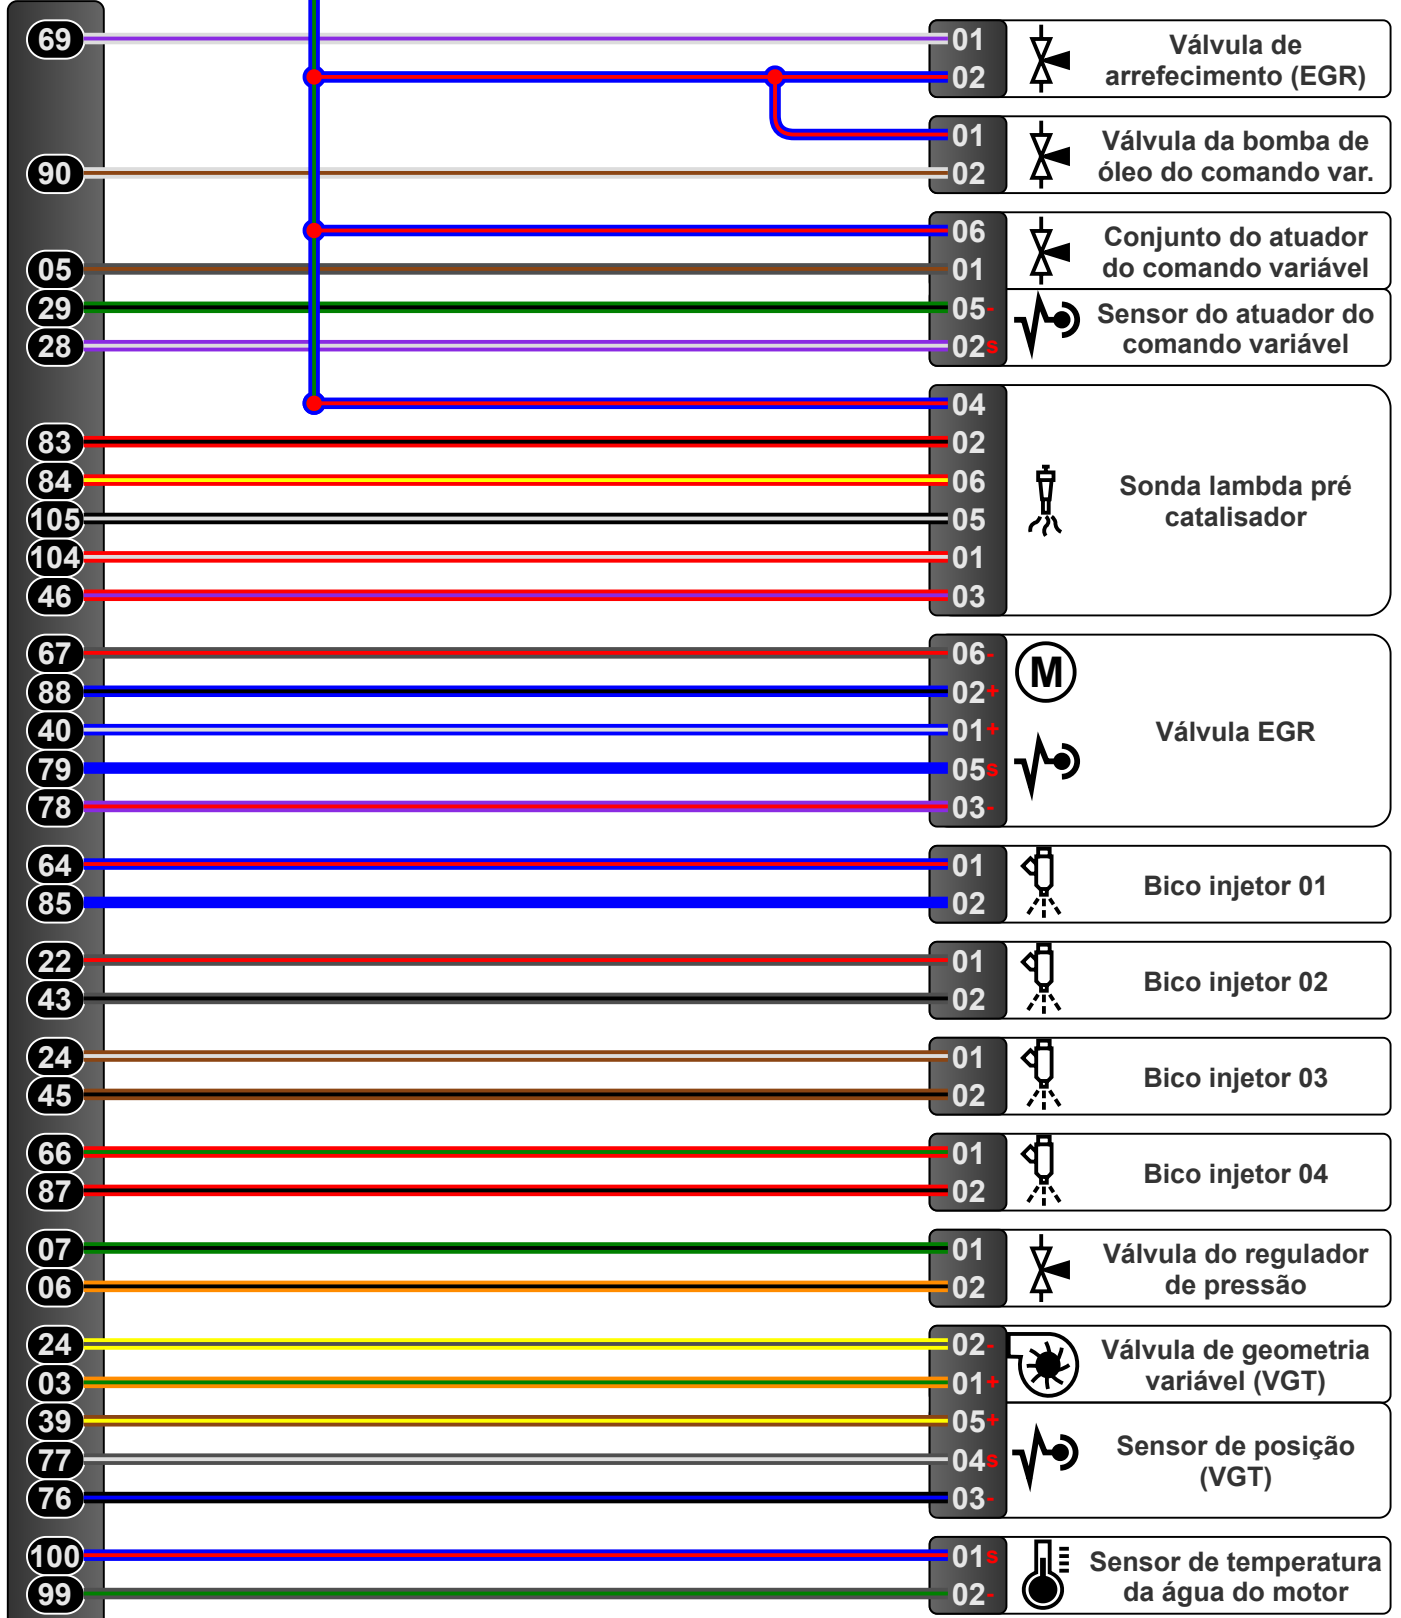 69 01 Válvula de
02 arrefecimento (EGR)
01 Válvula da bomba de
90 02 óleo do comando var.
06 Conjunto do atuador
05 01 do comando variável
29 05 - Sensor do atuador do
28 02 s comando variável
04
83 02
84 06 Sonda lambda pré
105 05 catalisador
104 01
46 03
67 06 - M
88 02 +
40 01 + Válvula EGR
79 05 s
78 03 -
64 01 Bico injetor 01
85 02
22 01 Bico injetor 02
43 02
24 01 Bico injetor 03
45 02
66 01 Bico injetor 04
87 02
07 01 Válvula do regulador
06 02 de pressão
24 02 - Válvula de geometria
03 01 + variável (VGT)
39 05 + Sensor de posição
77 04 s (VGT)
76 03 -
100 01 s Sensor de temperatura
99 02 - da água do motor